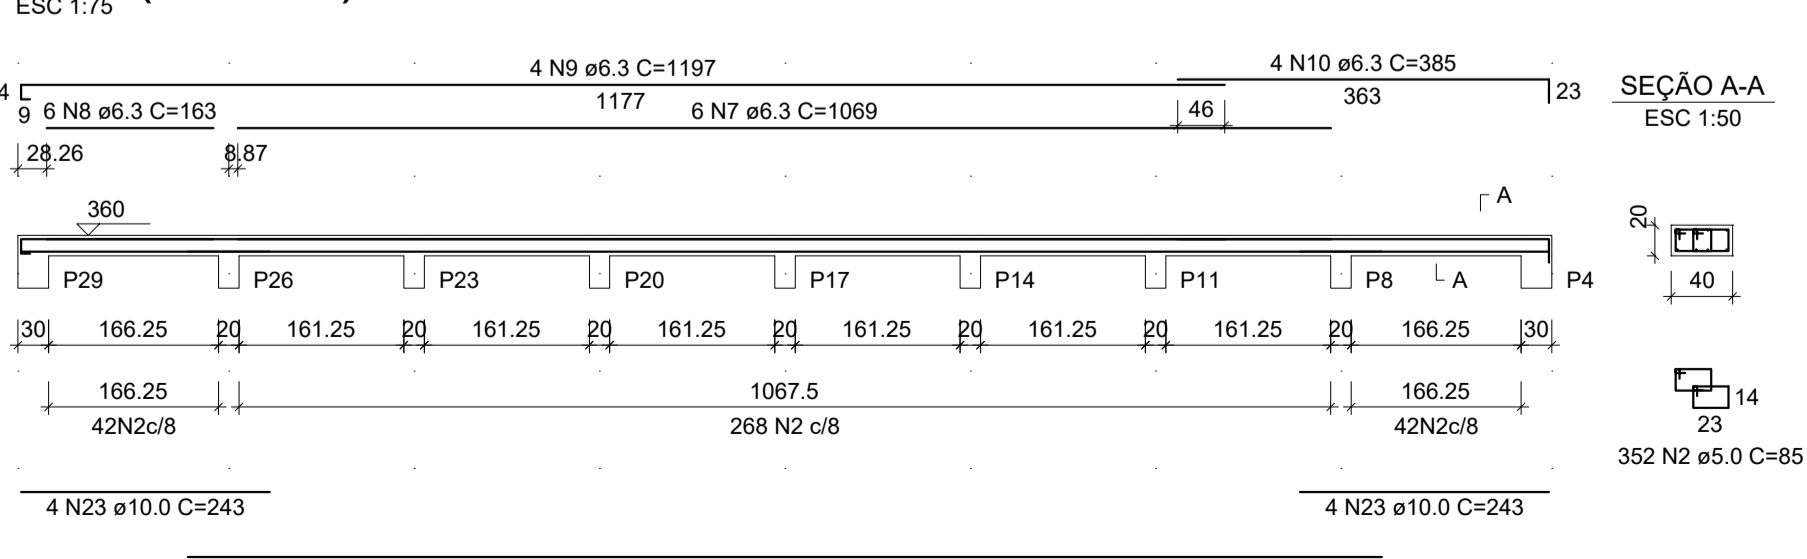 ESC 1:75
4 N9 ø6.3 C=1197
4 N10 ø6.3 C=385
4
1177
363
23
SEÇÃO A-A
9
6 N8 ø6.3 C=163
6 N7 ø6.3 C=1069
46
ESC 1:50
28.26
8.87
A
360
20
P29
P26
P23
P20
P17
P14
P11
P8
A
P4
40
30 166.25 20 161.25 20 161.25 20 161.25 20 161.25 20 161.25 20 161.25 20 166.25 30
166.25
1067.5
166.25
14
42N2c/8
268 N2 c/8
42N2c/8
23
352 N2 ø5.0 C=85
4 N23 ø10.0 C=243
4 N23 ø10.0 C=243